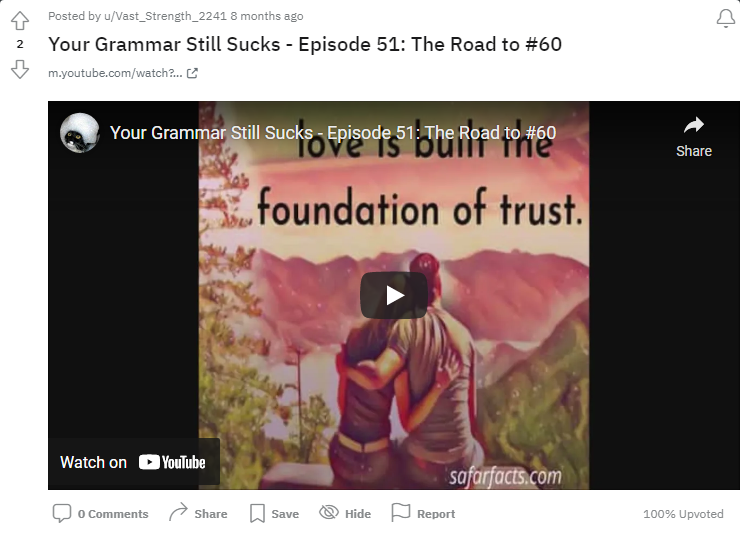 Posted by u/Vast_Strength_2241 8 months ago
2
Your Grammar Still Sucks - Episode 51: The Road to #60
m.youtube.com/watch?...
Your Grammar Still Sucks - Episode 51: The Road to #60
Share
love is built the
foundation of trust.
Watch on YouTube
safarfacts.com
0 Comments Share Save Hide Report 100% Upvoted